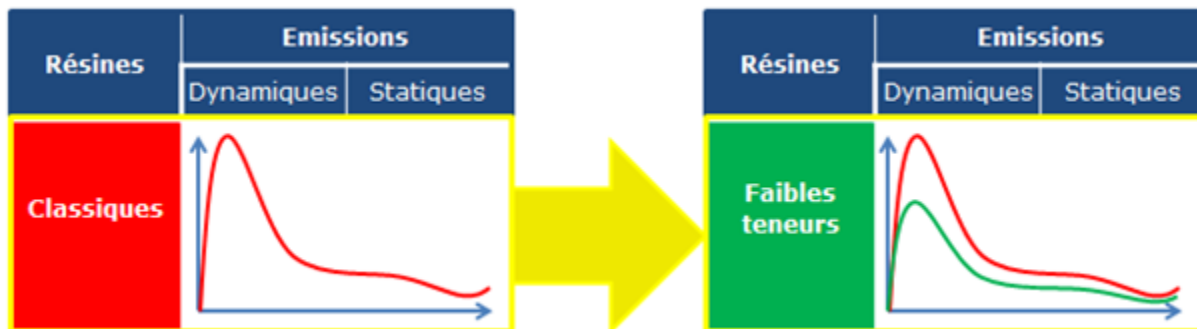 Résines
Emissions
Dynamiques
Statiques
Classiques
Résines
Emissions
Dynamiques
Statiques
Faibles
teneurs